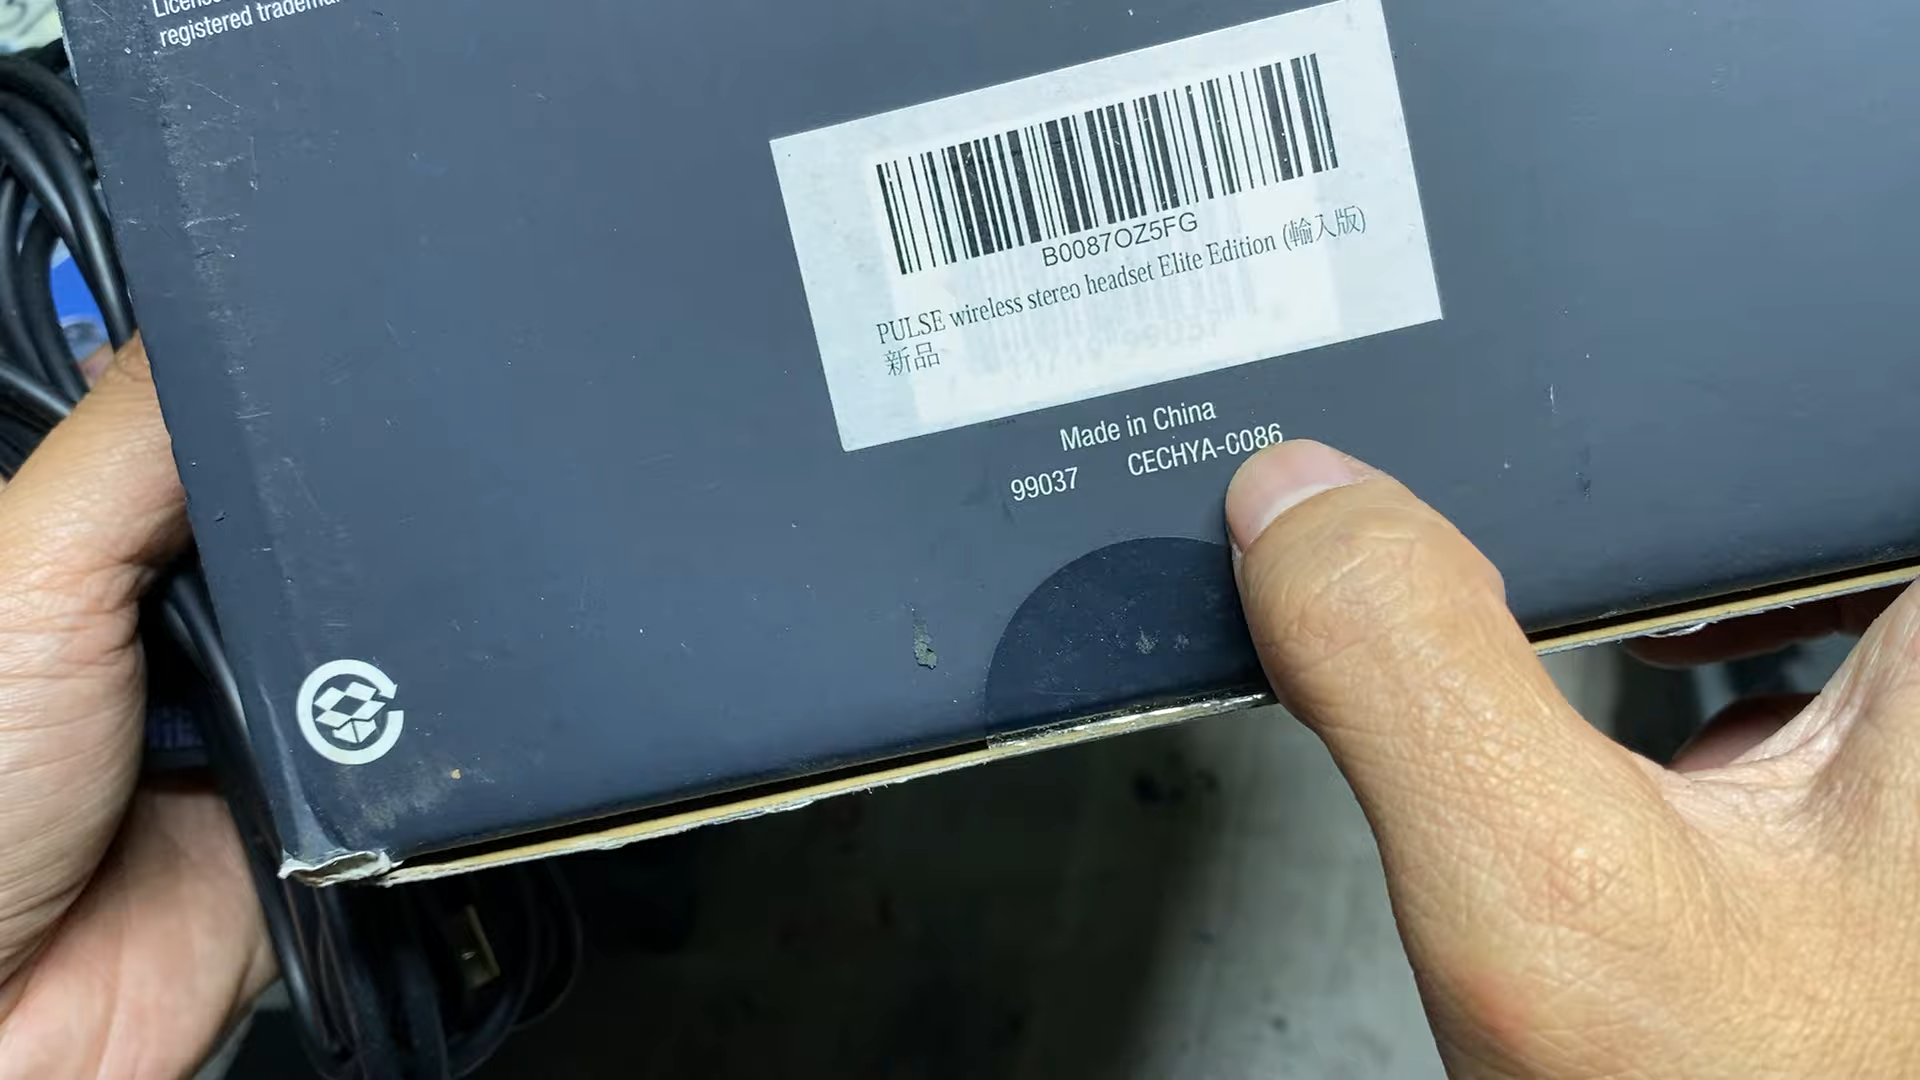 registered
B0087OZ5FG
PULSE wireless stereo headset Elite Edition (輸入版)
新品
Made in China
99037 CECHYA-0086